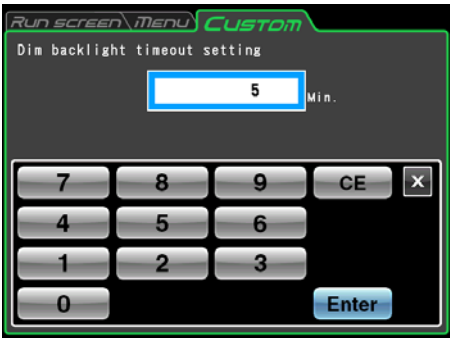 Run screen Menu Custom
Dim backlight timeout setting
5 Min.
7 8 9 CE X
4 5 6
1 2 3
0 Enter